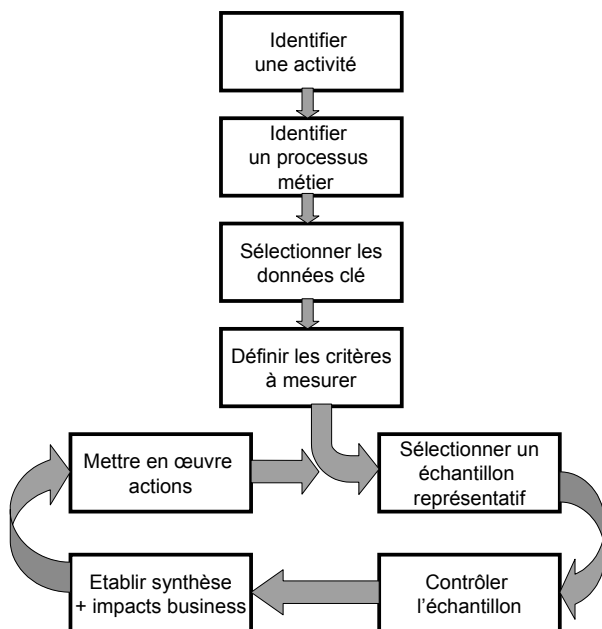 Identifier
une activité
Identifier
un processus
métier
Sélectionner les
données clé
Définir les critères
à mesurer
Mettre en œuvre
actions
Sélectionner un
échantillon
représentatif
Etablir synthèse
+ impacts business
Contrôler
l’échantillon